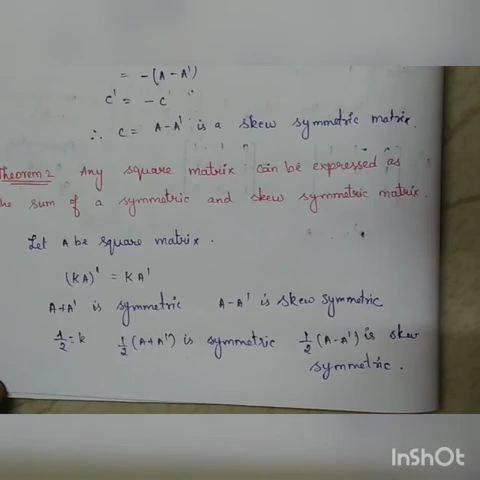 = - (A - A')
C' = - C
∴ C = A - A' is a skew symmetric matrix.
Theorem 2 Any square matrix can be expressed as
the sum of a symmetric and skew symmetric matrix.
Let A be square matrix.
(KA)' = KA'
A+A' is symmetric A - A' is skew symmetric
1/2 = k 1/2 (A+A') is symmetric 1/2 (A-A') is skew
symmetric.
InShOt